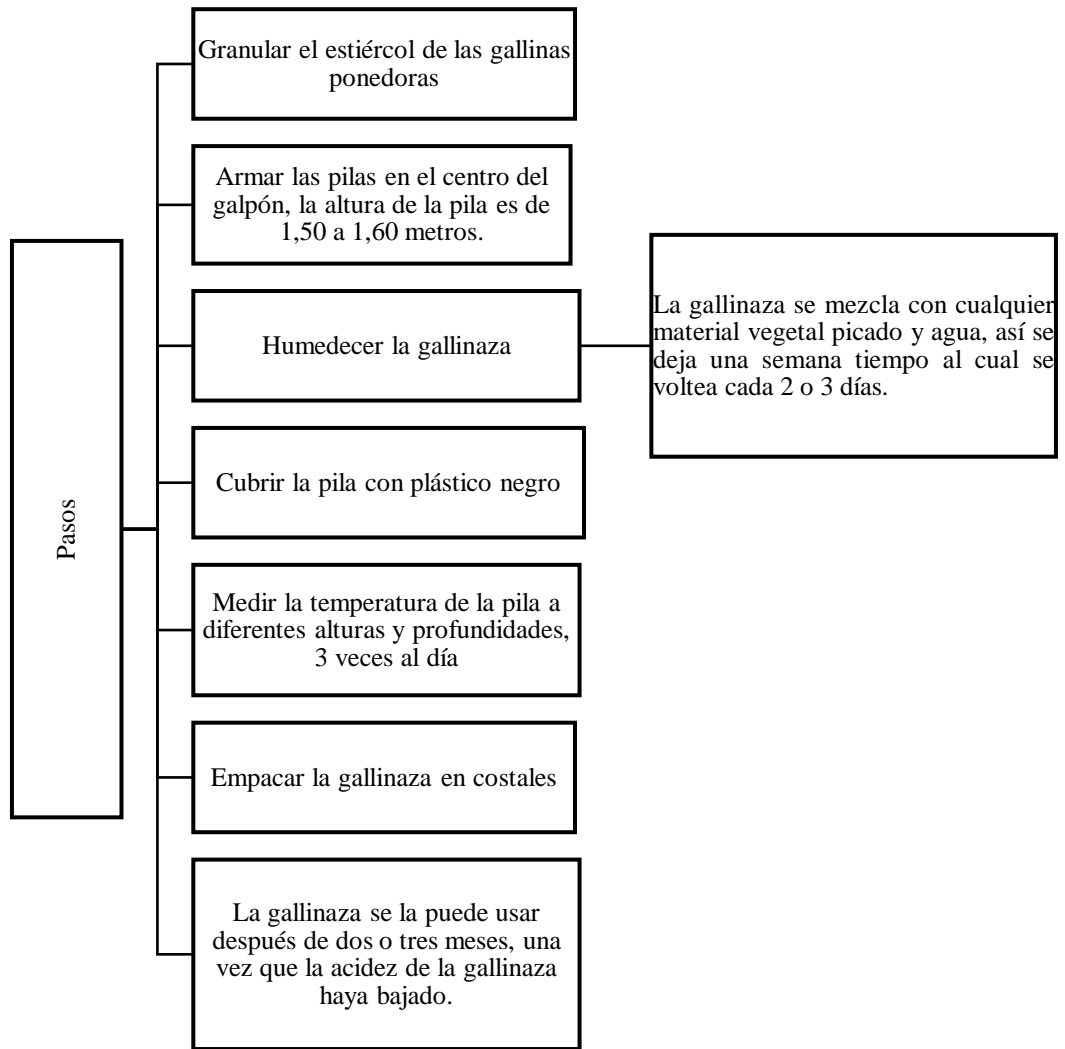 Granular el estiércol de las gallinas
ponedoras
Armar las pilas en el centro del
galpón, la altura de la pila es de
1,50 a 1,60 metros.
Humedecer la gallinaza
La gallinaza se mezcla con cualquier
material vegetal picado y agua, así se
deja una semana tiempo al cual se
voltea cada 2 o 3 días.
Pasos
Cubrir la pila con plástico negro
Medir la temperatura de la pila a
diferentes alturas y profundidades,
3 veces al día
Empacar la gallinaza en costales
La gallinaza se la puede usar
después de dos o tres meses, una
vez que la acidez de la gallinaza
haya bajado.